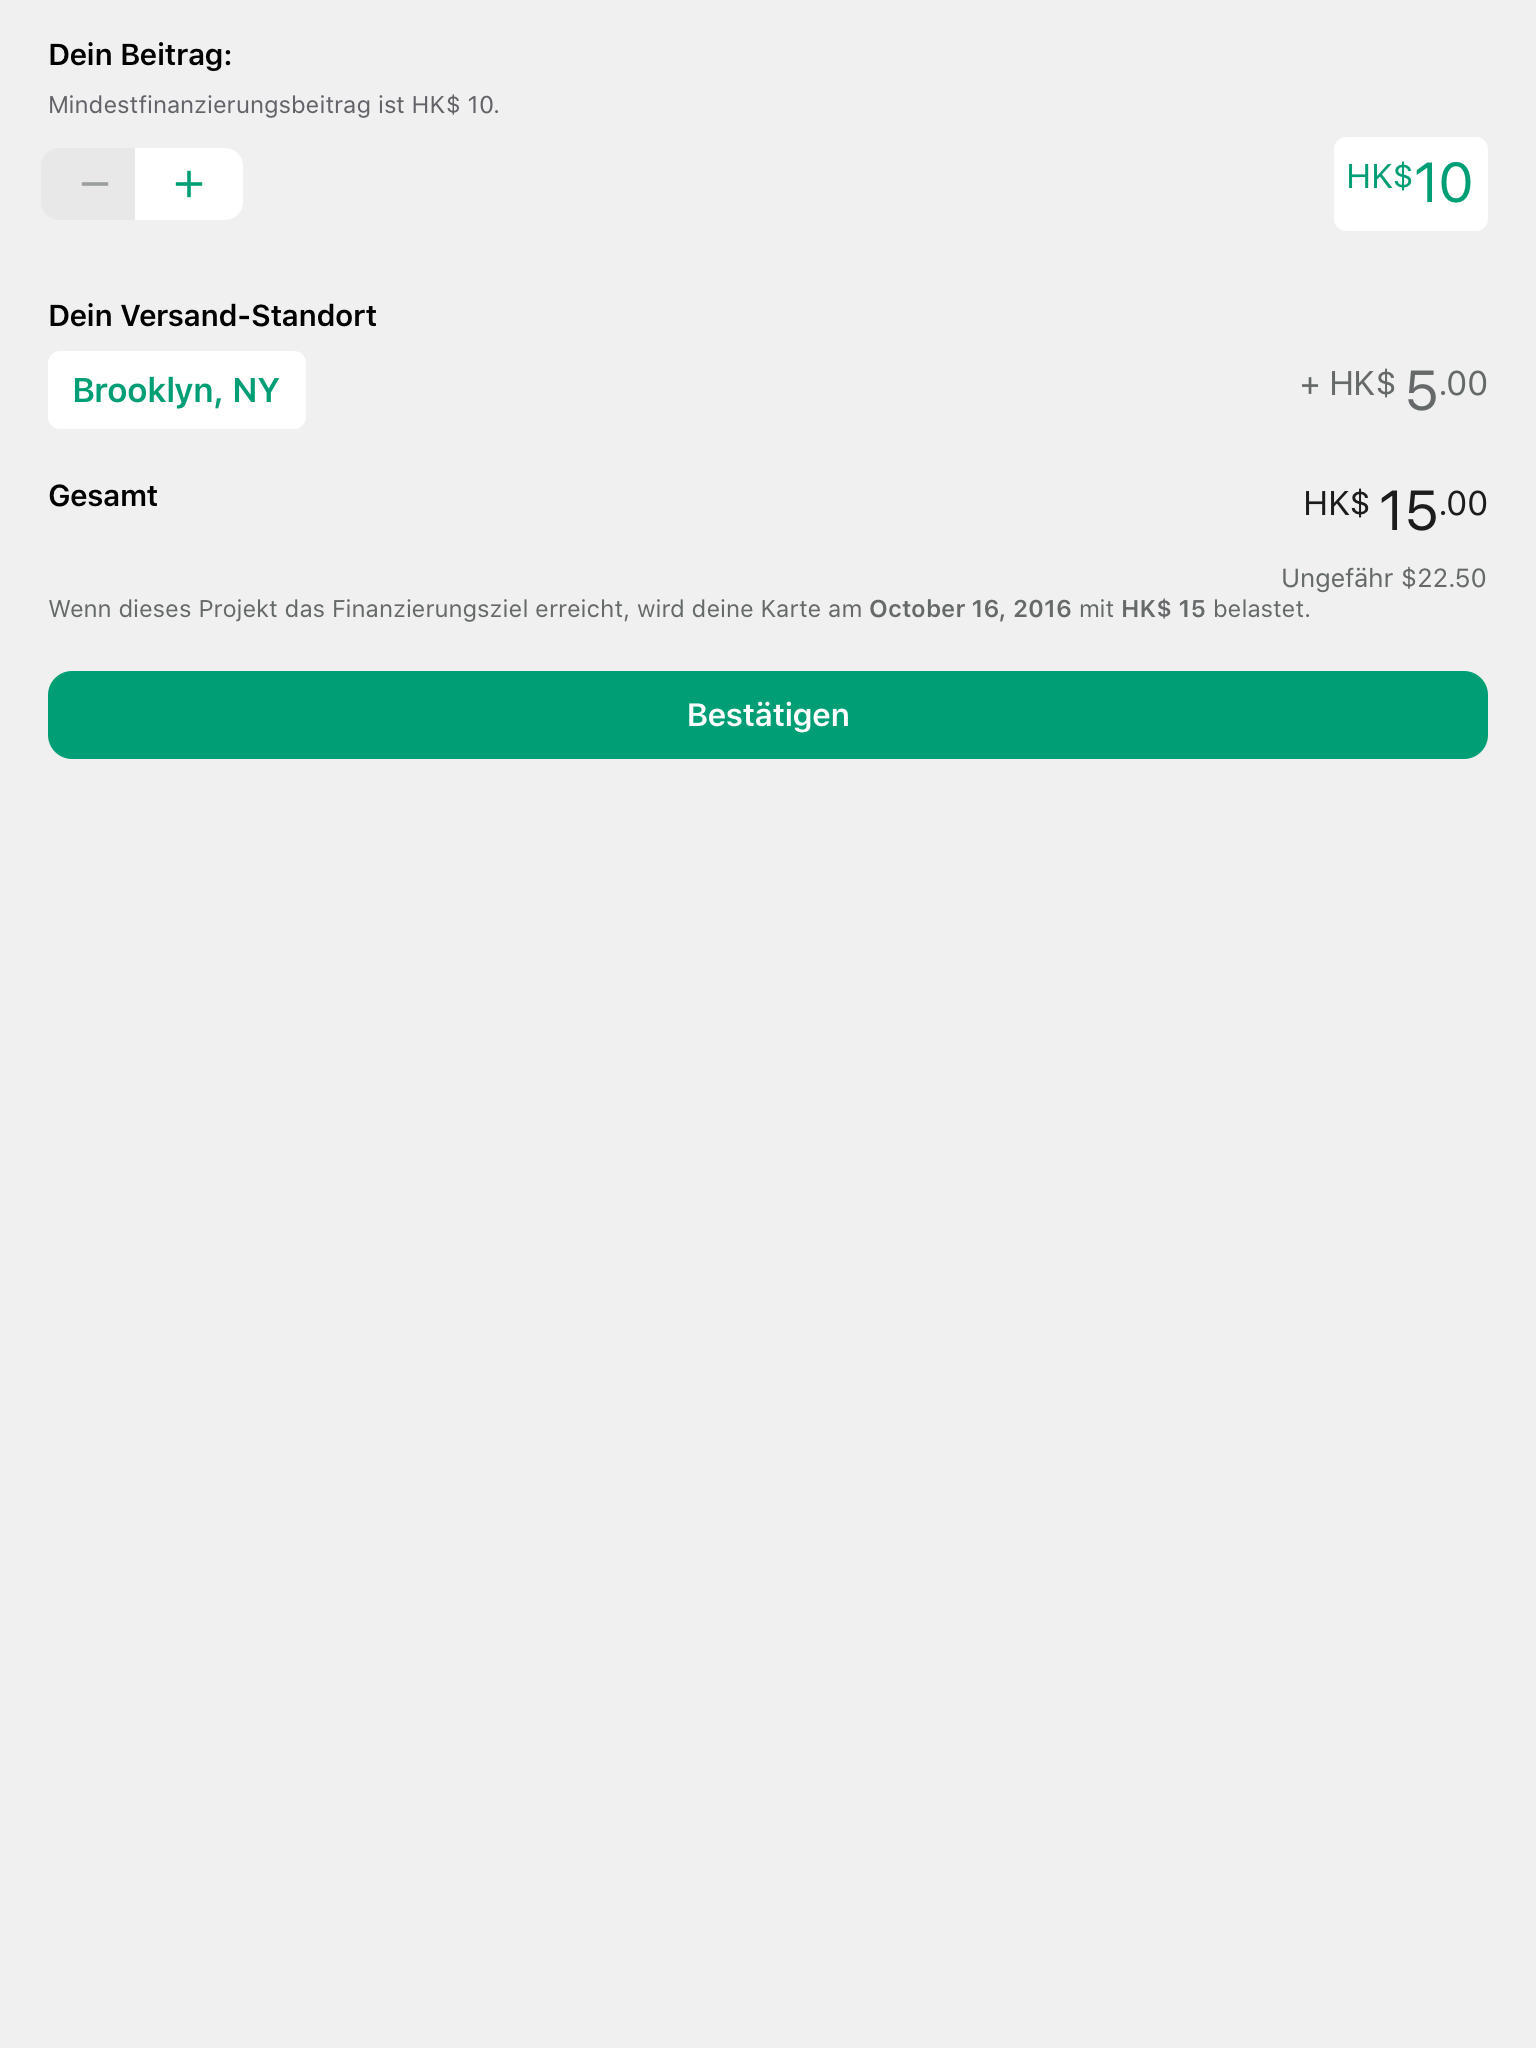 Dein Beitrag:
Mindestfinanzierungsbeitrag ist HK$ 10.
− +
HK$10
Dein Versand-Standort
Brooklyn, NY
+ HK$ 5.00
Gesamt
HK$ 15.00
Ungefähr $22.50
Wenn dieses Projekt das Finanzierungsziel erreicht, wird deine Karte am October 16, 2016 mit HK$ 15 belastet.
Bestätigen